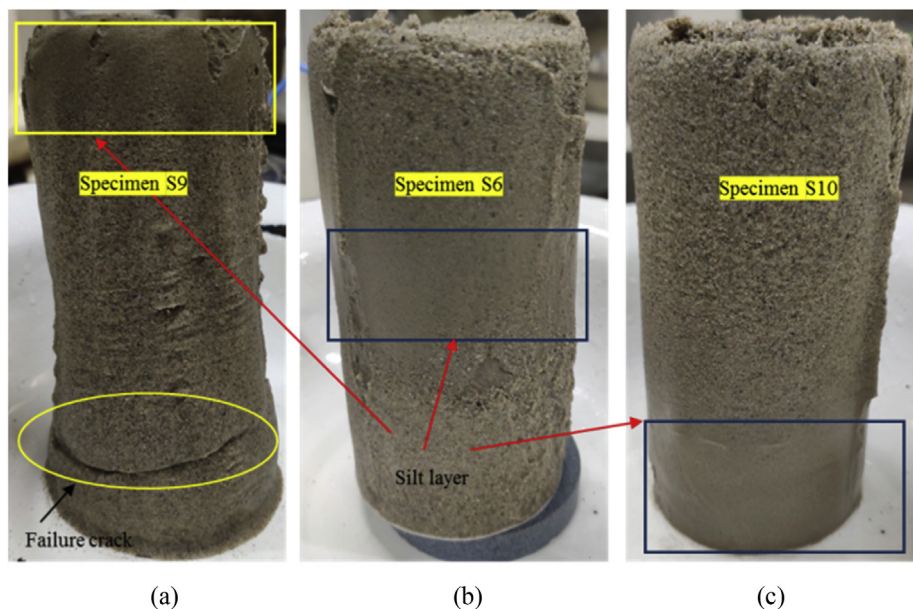 Specimen S9
Specimen S6
Specimen S10
Silt layer
Failure crack
(a)
(b)
(c)